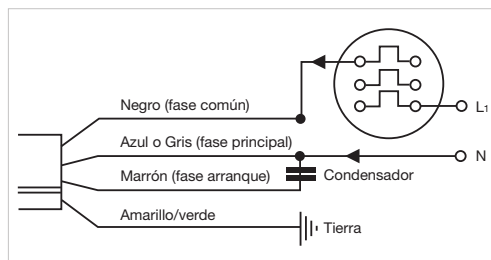 Negro (fase común)
L1
Azul o Gris (fase principal)
N
Marrón (fase arranque)
Condensador
Amarillo/verde
Tierra